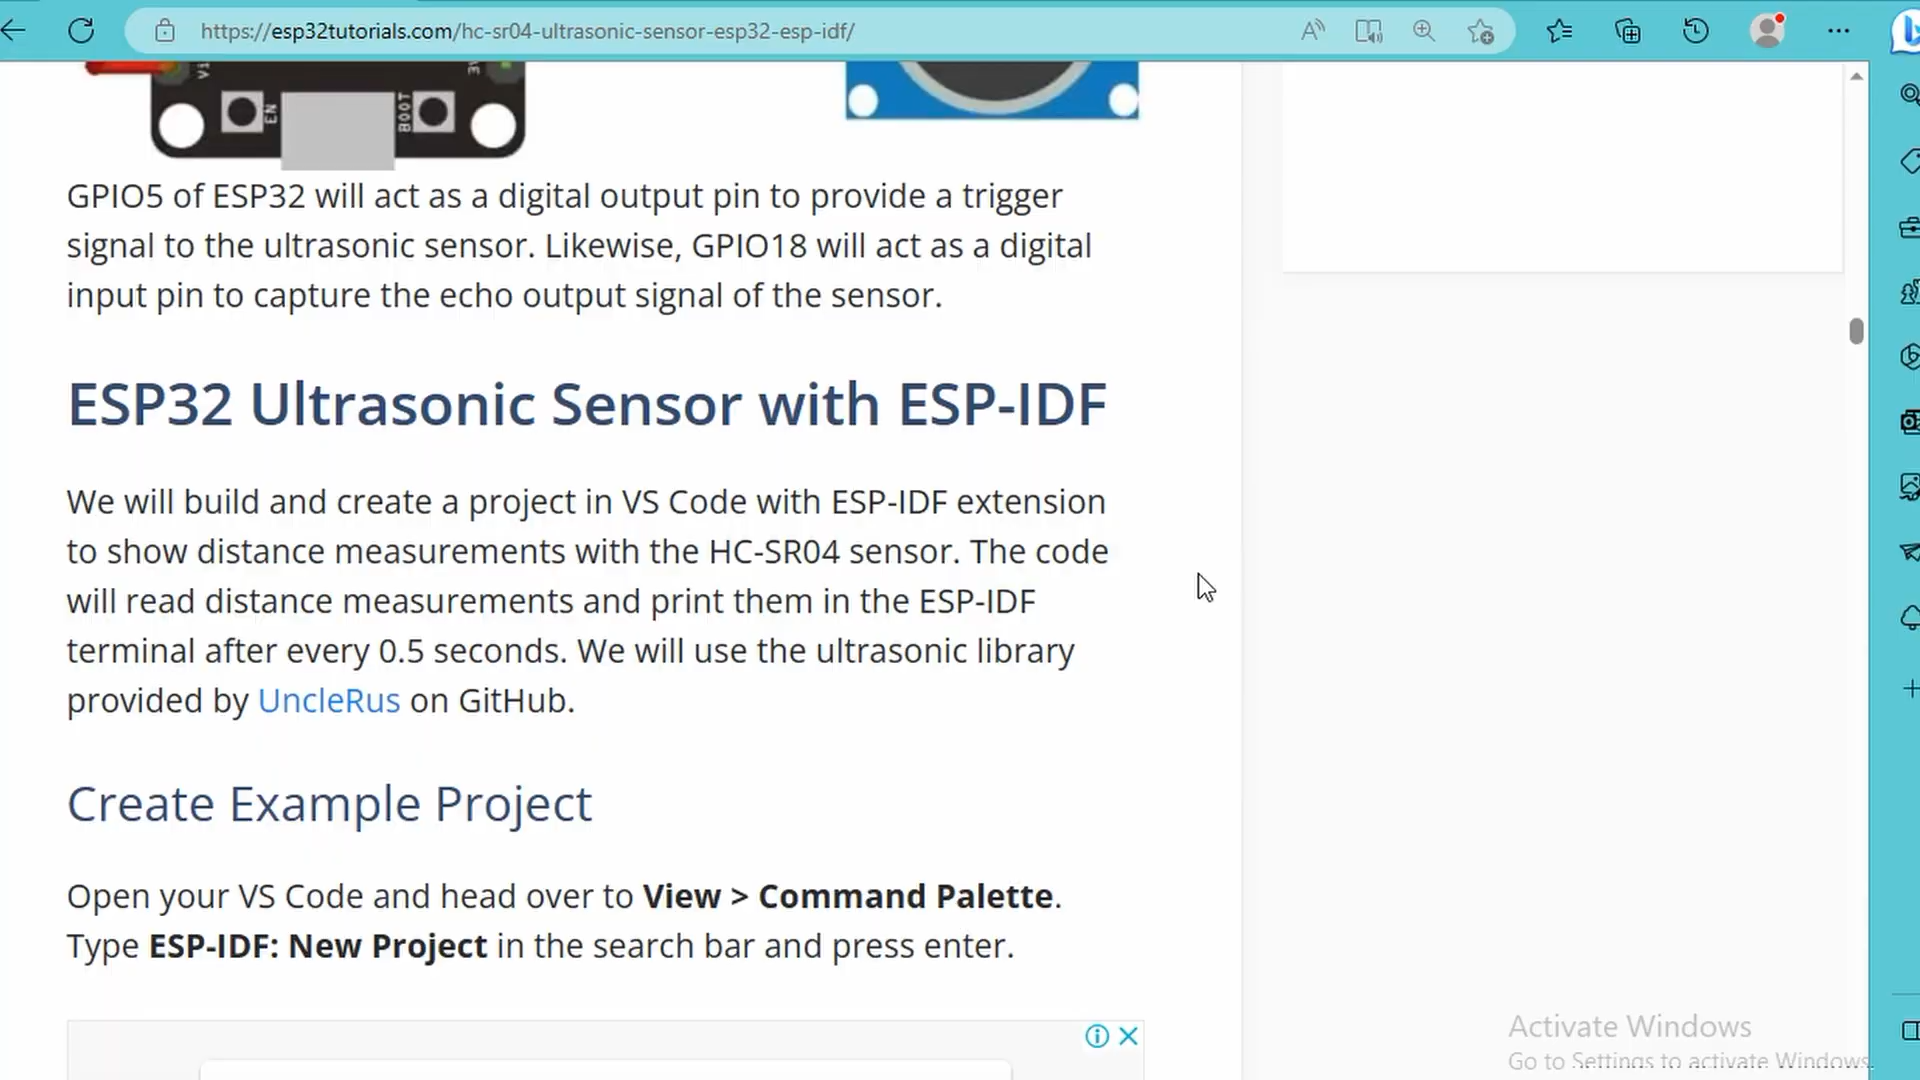 https://esp32tutorials.com/hc-sr04-ultrasonic-sensor-esp32-esp-idf/
EN
BOOT
GPIO5 of ESP32 will act as a digital output pin to provide a trigger
signal to the ultrasonic sensor. Likewise, GPIO18 will act as a digital
input pin to capture the echo output signal of the sensor.
ESP32 Ultrasonic Sensor with ESP-IDF
We will build and create a project in VS Code with ESP-IDF extension
to show distance measurements with the HC-SR04 sensor. The code
will read distance measurements and print them in the ESP-IDF
terminal after every 0.5 seconds. We will use the ultrasonic library
provided by UncleRus on GitHub.
Create Example Project
Open your VS Code and head over to View > Command Palette.
Type ESP-IDF: New Project in the search bar and press enter.
Activate Windows
Go to Settings to activate Windows.